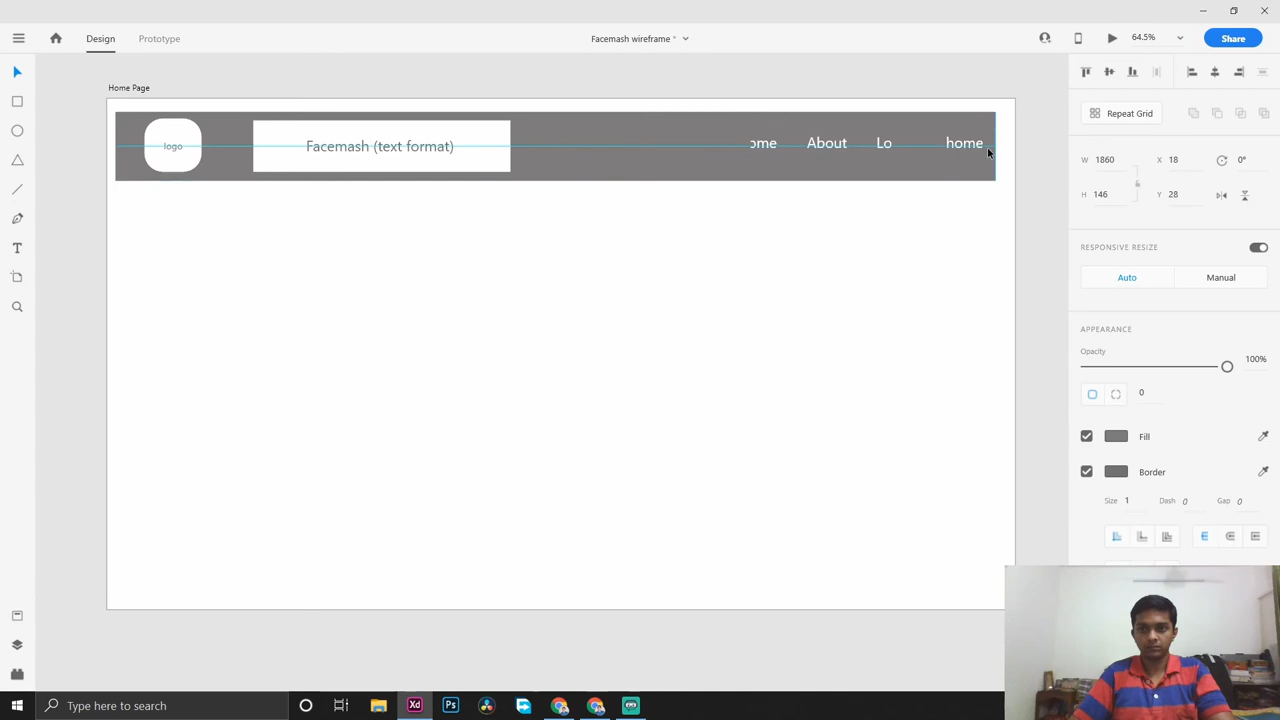 Design
Prototype
Facemash wireframe *
64.5%
Share
Home Page
logo
Facemash (text format)
ome
About
Lo
home
Repeat Grid
W 1860 X 18 0°
H 146 Y 28
RESPONSIVE RESIZE
Auto
Manual
APPEARANCE
Opacity
100%
0
Fill
Border
Size 1 Dash 0 Gap 0
Xd
Ps
Type here to search